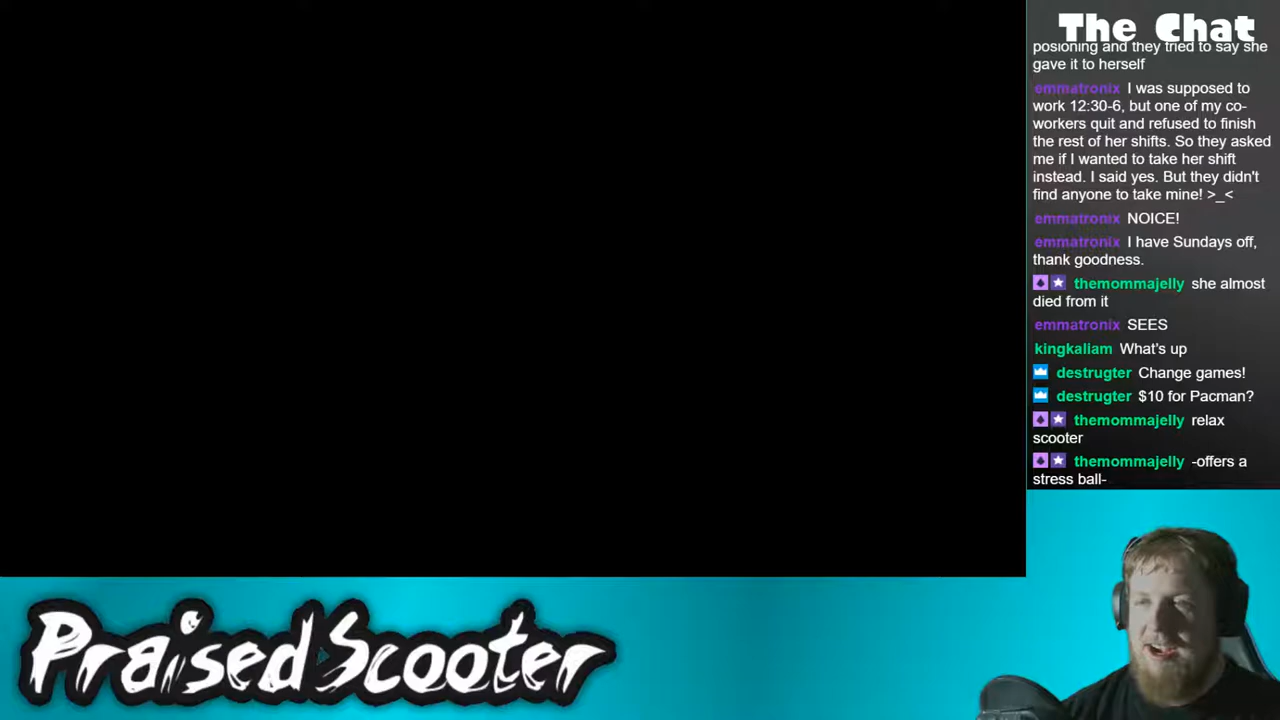 The Chat
posioning and they tried to say she
gave it to herself
emmatronix I was supposed to
work 12:30-6, but one of my co-
workers quit and refused to finish
the rest of her shifts. So they asked
me if I wanted to take her shift
instead. I said yes. But they didn't
find anyone to take mine! >_<
emmatronix NOICE!
emmatronix I have Sundays off,
thank goodness.
themommajelly she almost
died from it
emmatronix SEES
kingkaliam What's up
destrugter Change games!
destrugter $10 for Pacman?
themommajelly relax
scooter
themommajelly -offers a
stress ball-
PraisedScooter